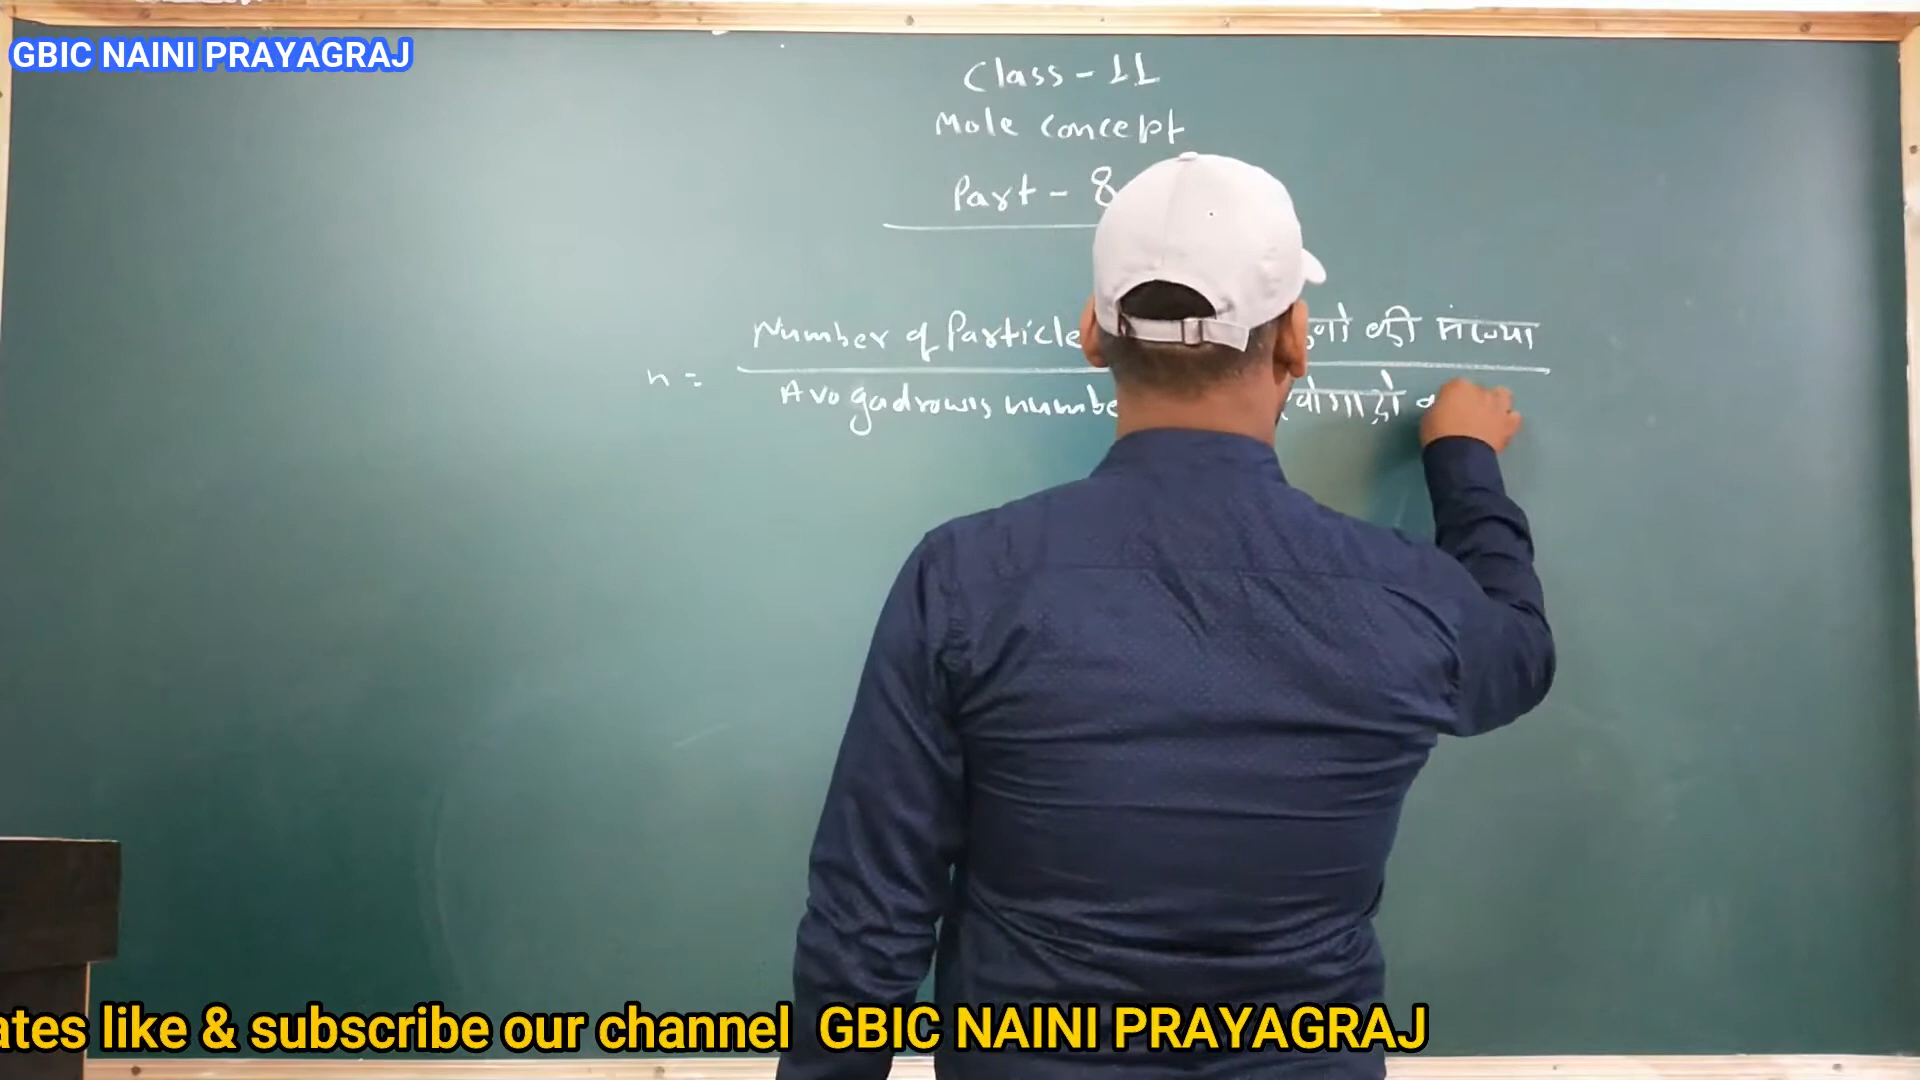 GBIC NAINI PRAYAGRAJ
Class - 11
Mole concept
Part - 8
n = Number of Particle की संख्या
Avogadrow's numbe
ates like & subscribe our channel GBIC NAINI PRAYAGRAJ